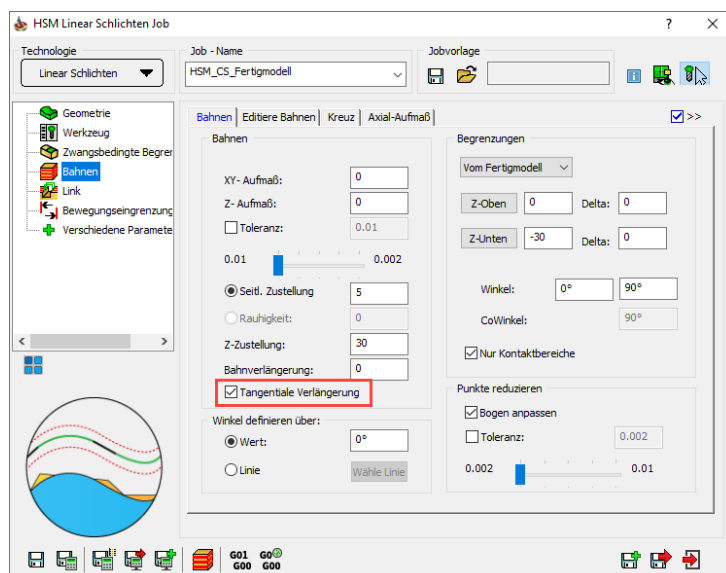 HSM Linear Schlichten Job
?
Technologie
Linear Schlichten
Job - Name
HSM_CS_Fertigmodell
Jobvorlage
Geometrie
Werkzeug
Zwangsbedingte Begrer
Bahnen
Link
Bewegungseingrenzung
Verschiedene Paramete
Bahnen
Editiere Bahnen
Kreuz
Axial-Aufmaß
>>
Bahnen
XY- Aufmaß: 0
Z- Aufmaß: 0
Toleranz: 0.01
0.01 0.002
Seitl. Zustellung 5
Rauhigkeit: 0
Z-Zustellung: 30
Bahnverlängerung: 0
Tangentiale Verlängerung
Winkel definieren über:
Wert: 0°
Linie Wähle Linie
Begrenzungen
Vom Fertigmodell
Z-Oben 0 Delta: 0
Z-Unten -30 Delta: 0
Winkel: 0° 90°
CoWinkel: 90°
Nur Kontaktbereiche
Punkte reduzieren
Bogen anpassen
Toleranz: 0.002
0.002 0.01
G01 G00
G00 G00